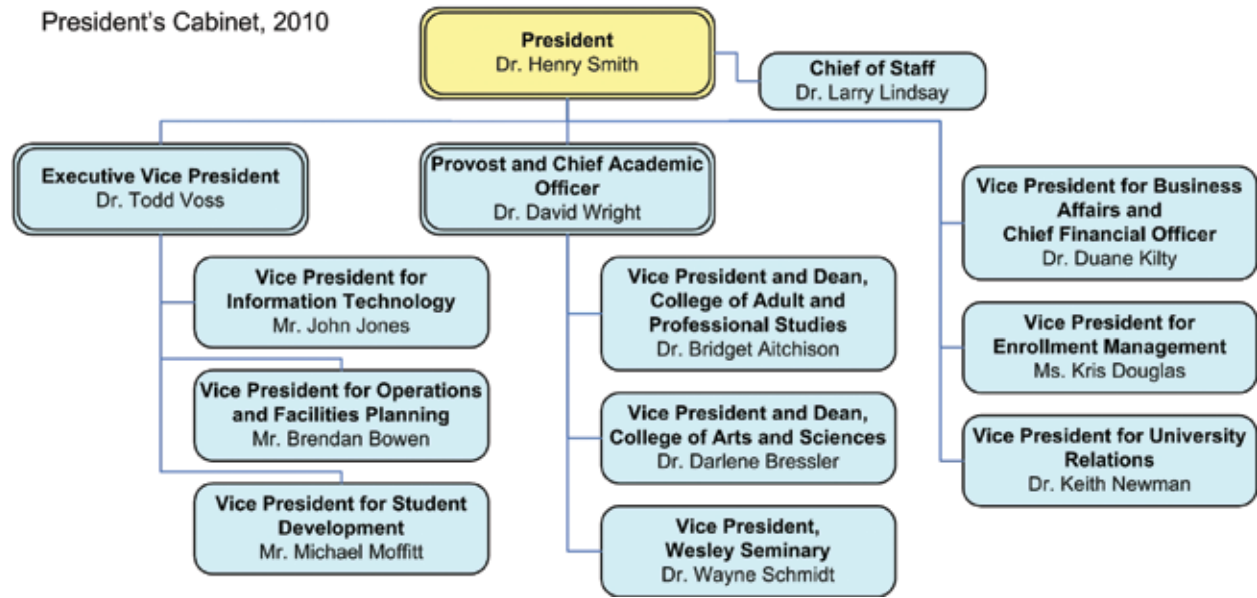 President's Cabinet, 2010
President
Dr. Henry Smith
Chief of Staff
Dr. Larry Lindsay
Executive Vice President
Dr. Todd Voss
Vice President for
Information Technology
Mr. John Jones
Vice President for Operations
and Facilities Planning
Mr. Brendan Bowen
Vice President for Student
Development
Mr. Michael Moffitt
Provost and Chief Academic
Officer
Dr. David Wright
Vice President and Dean,
College of Adult and
Professional Studies
Dr. Bridget Aitchison
Vice President and Dean,
College of Arts and Sciences
Dr. Darlene Bressler
Vice President,
Wesley Seminary
Dr. Wayne Schmidt
Vice President for Business
Affairs and
Chief Financial Officer
Dr. Duane Kilty
Vice President for
Enrollment Management
Ms. Kris Douglas
Vice President for University
Relations
Dr. Keith Newman